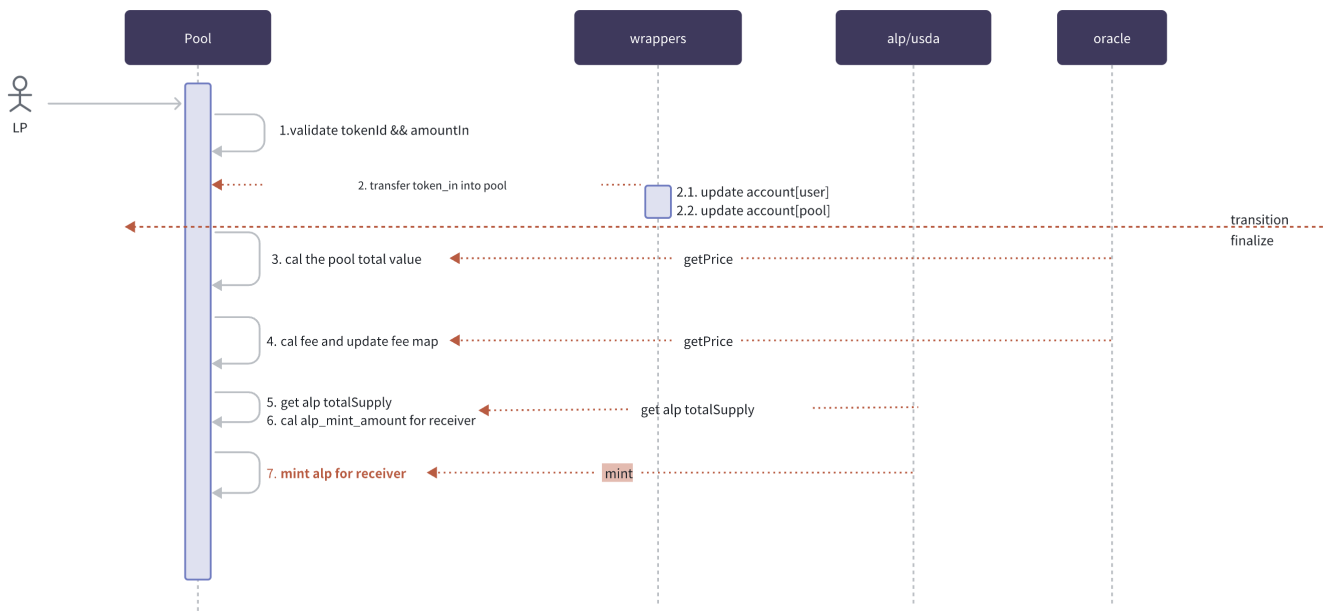 Pool
wrappers
alp/usda
oracle
LP
1.validate tokenId && amountIn
2. transfer token_in into pool
2.1. update account[user]
2.2. update account[pool]
transition
finalize
3. cal the pool total value
getPrice
4. cal fee and update fee map
getPrice
5. get alp totalSupply
6. cal alp_mint_amount for receiver
get alp totalSupply
7. mint alp for receiver
mint